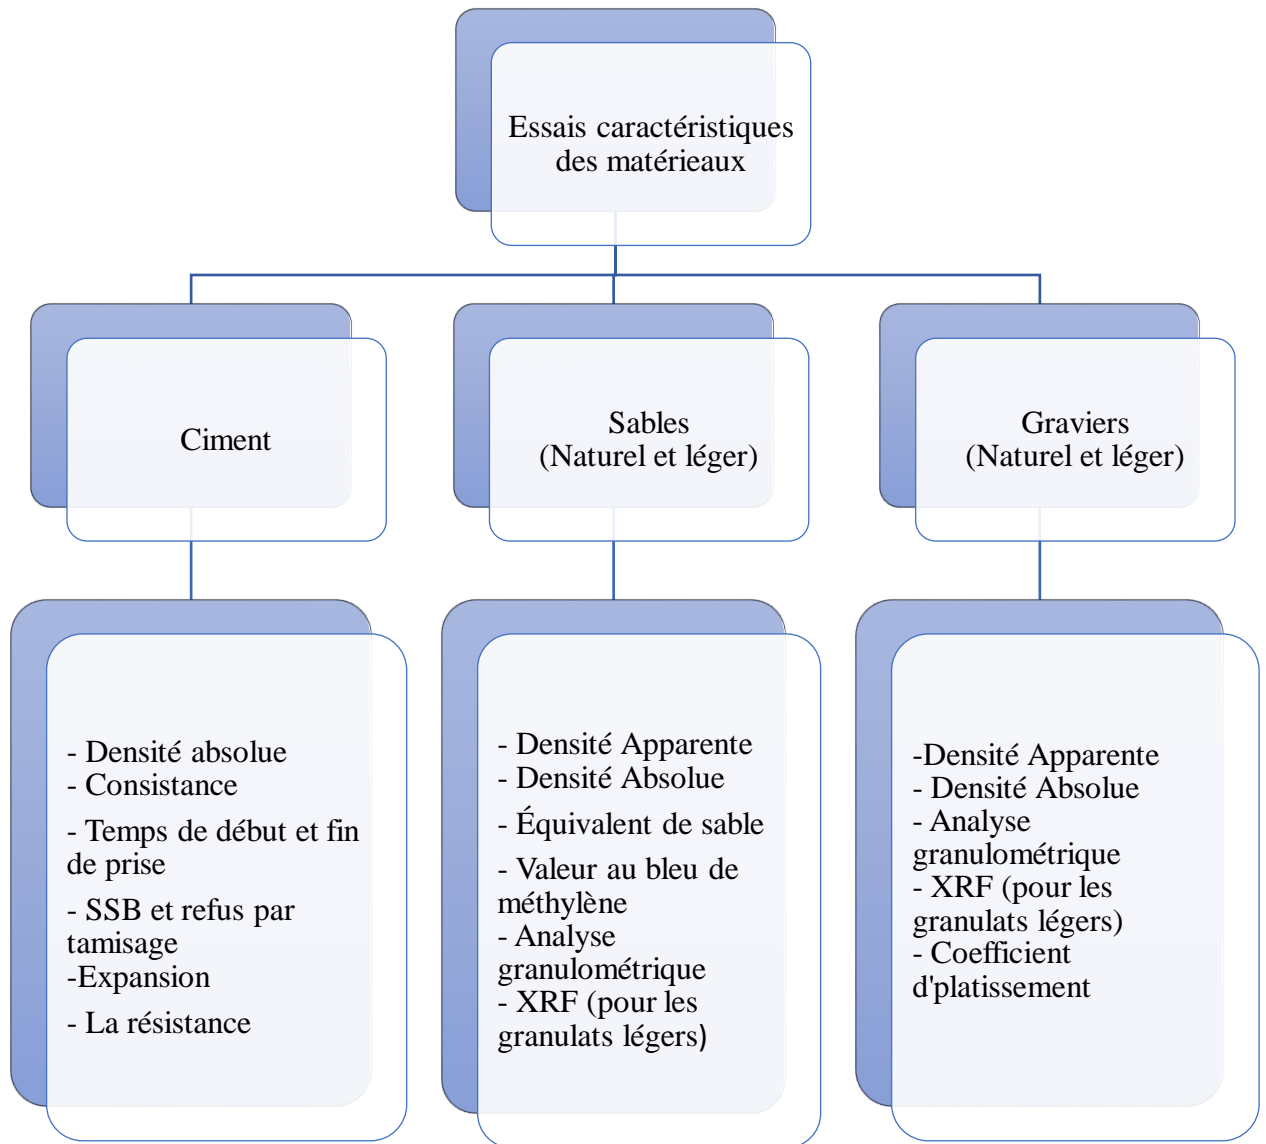 Essais caractéristiques
des matérieaux
Ciment
Sables
(Naturel et léger)
Graviers
(Naturel et léger)
- Densité absolue
- Consistance
- Temps de début et fin
de prise
- SSB et refus par
tamisage
-Expansion
- La résistance
- Densité Apparente
- Densité Absolue
- Équivalent de sable
- Valeur au bleu de
méthylène
- Analyse
granulométrique
- XRF (pour les
granulats légers)
-Densité Apparente
- Densité Absolue
- Analyse
granulométrique
- XRF (pour les
granulats légers)
- Coefficient
d'platissement